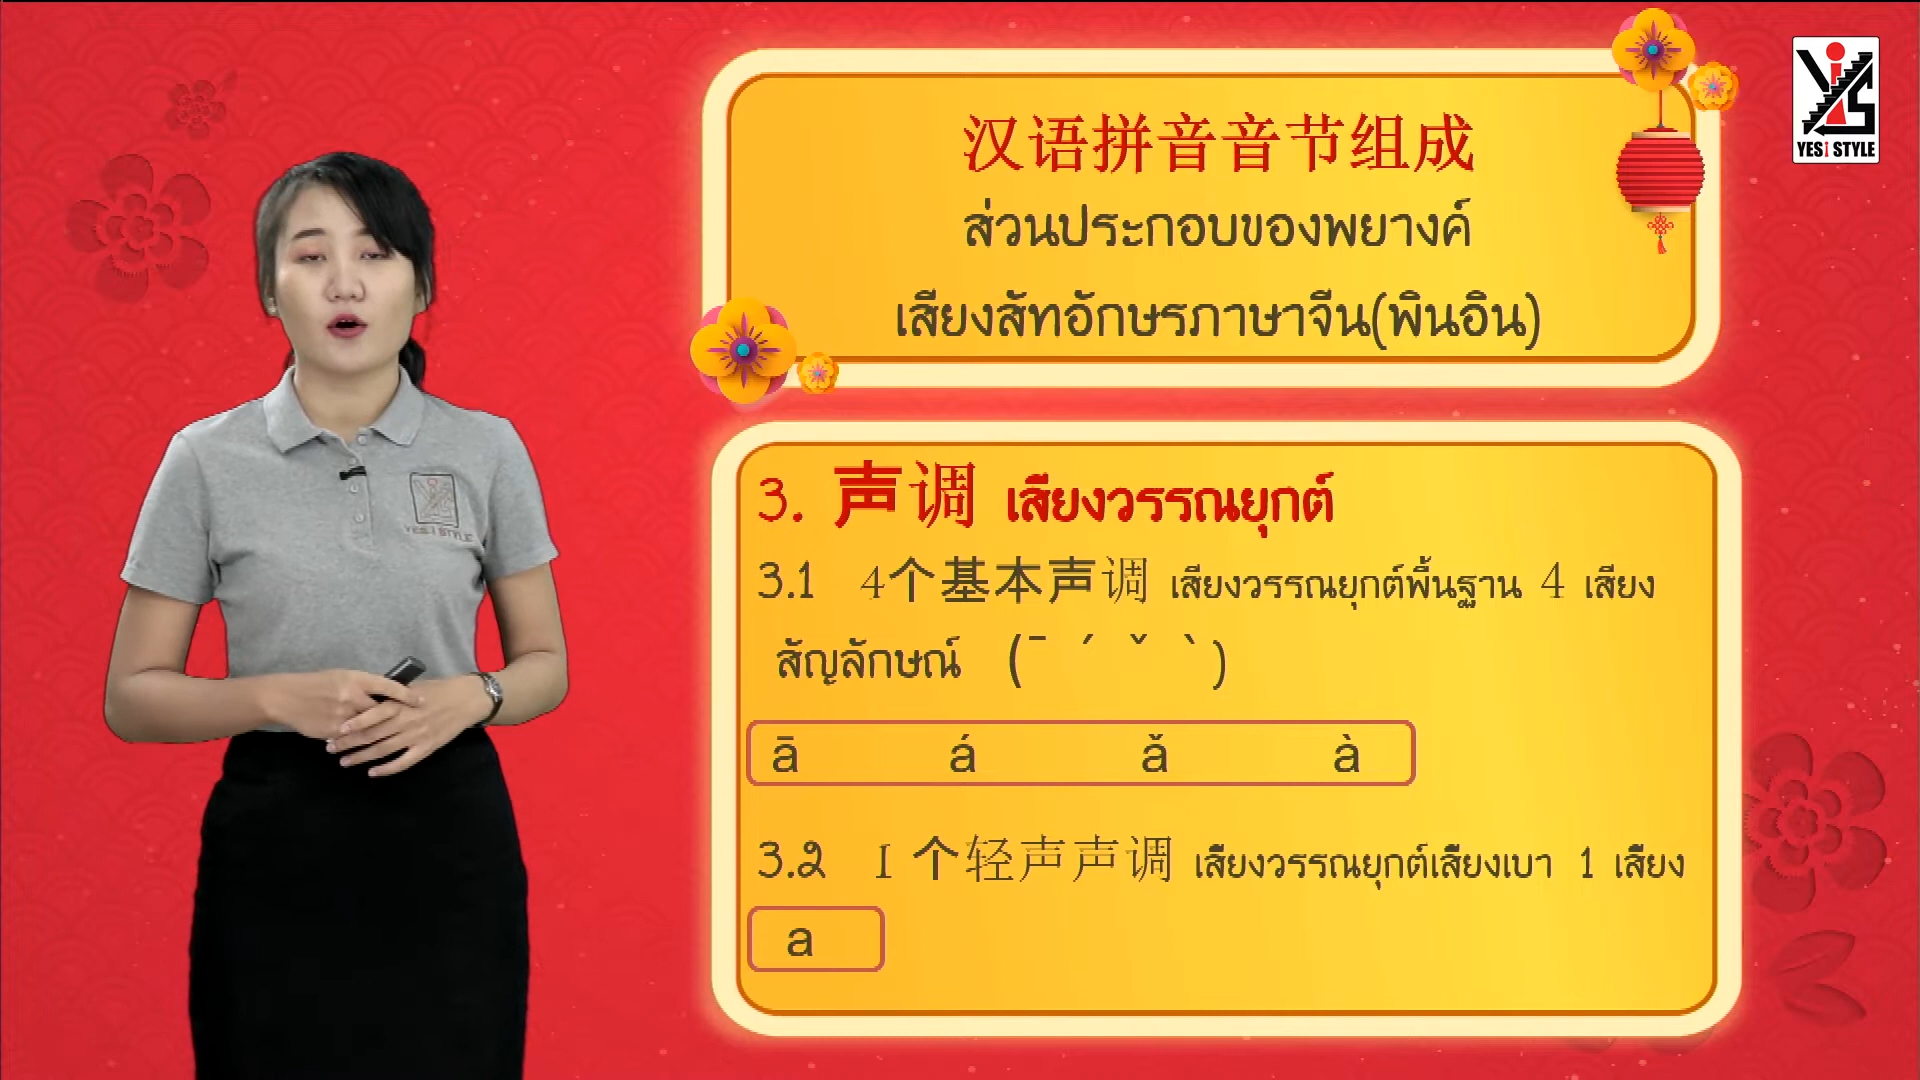 汉语拼音音节组成
ส่วนประกอบของพยางค์
เสียงสัทอักษรภาษาจีน(พินอิน)
YES i STYLE
YES i STYLE
3. 声调 เสียงวรรณยุกต์
3.1 4个基本声调 เสียงวรรณยุกต์พื้นฐาน 4 เสียง
สัญลักษณ์ (ˉ ˊ ˇ ˋ)
ā á ǎ à
3.2 1 个轻声声调 เสียงวรรณยุกต์เสียงเบา 1 เสียง
a